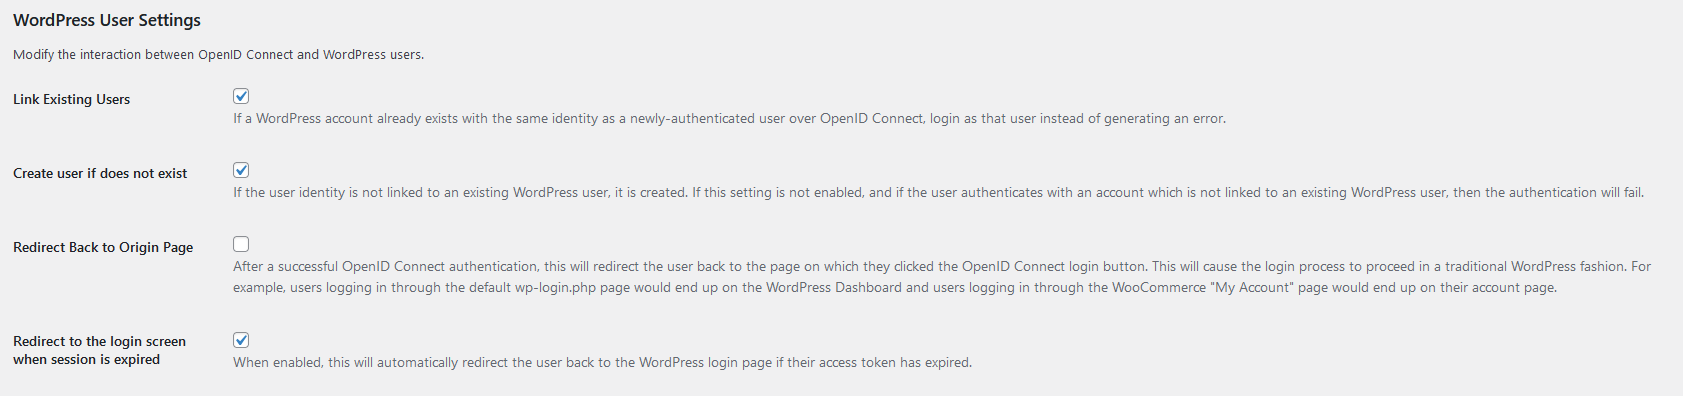 WordPress User Settings
Modify the interaction between OpenID Connect and WordPress users.
Link Existing Users
If a WordPress account already exists with the same identity as a newly-authenticated user over OpenID Connect, login as that user instead of generating an error.
Create user if does not exist
If the user identity is not linked to an existing WordPress user, it is created. If this setting is not enabled, and if the user authenticates with an account which is not linked to an existing WordPress user, then the authentication will fail.
Redirect Back to Origin Page
After a successful OpenID Connect authentication, this will redirect the user back to the page on which they clicked the OpenID Connect login button. This will cause the login process to proceed in a traditional WordPress fashion. For
example, users logging in through the default wp-login.php page would end up on the WordPress Dashboard and users logging in through the WooCommerce "My Account" page would end up on their account page.
Redirect to the login screen
when session is expired
When enabled, this will automatically redirect the user back to the WordPress login page if their access token has expired.